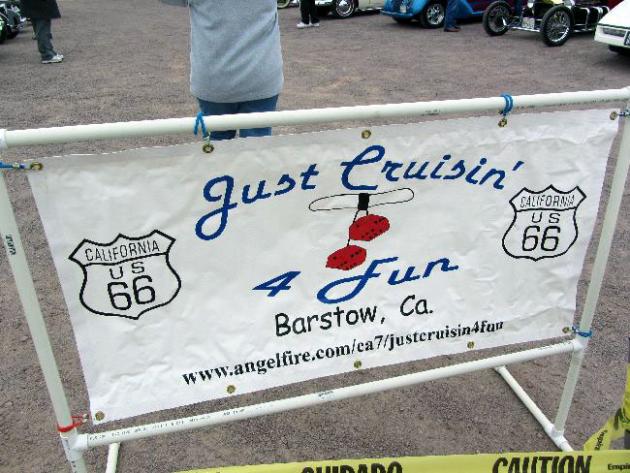 Just Cruisin'
4 Fun
CALIFORNIA
US
66
CALIFORNIA
US
66
Barstow, Ca.
www.angelfire.com/ca7/justcruisin4fun
CUIDADO
CAUTION
Empire